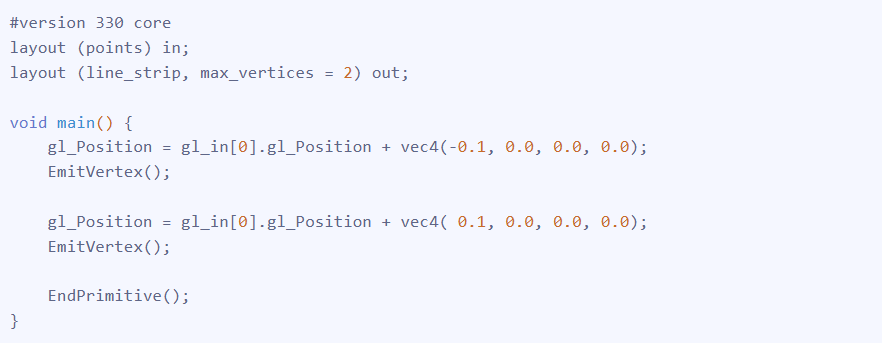 #version 330 core
layout (points) in;
layout (line_strip, max_vertices = 2) out;

void main() {
    gl_Position = gl_in[0].gl_Position + vec4(-0.1, 0.0, 0.0, 0.0);
    EmitVertex();

    gl_Position = gl_in[0].gl_Position + vec4( 0.1, 0.0, 0.0, 0.0);
    EmitVertex();

    EndPrimitive();
}